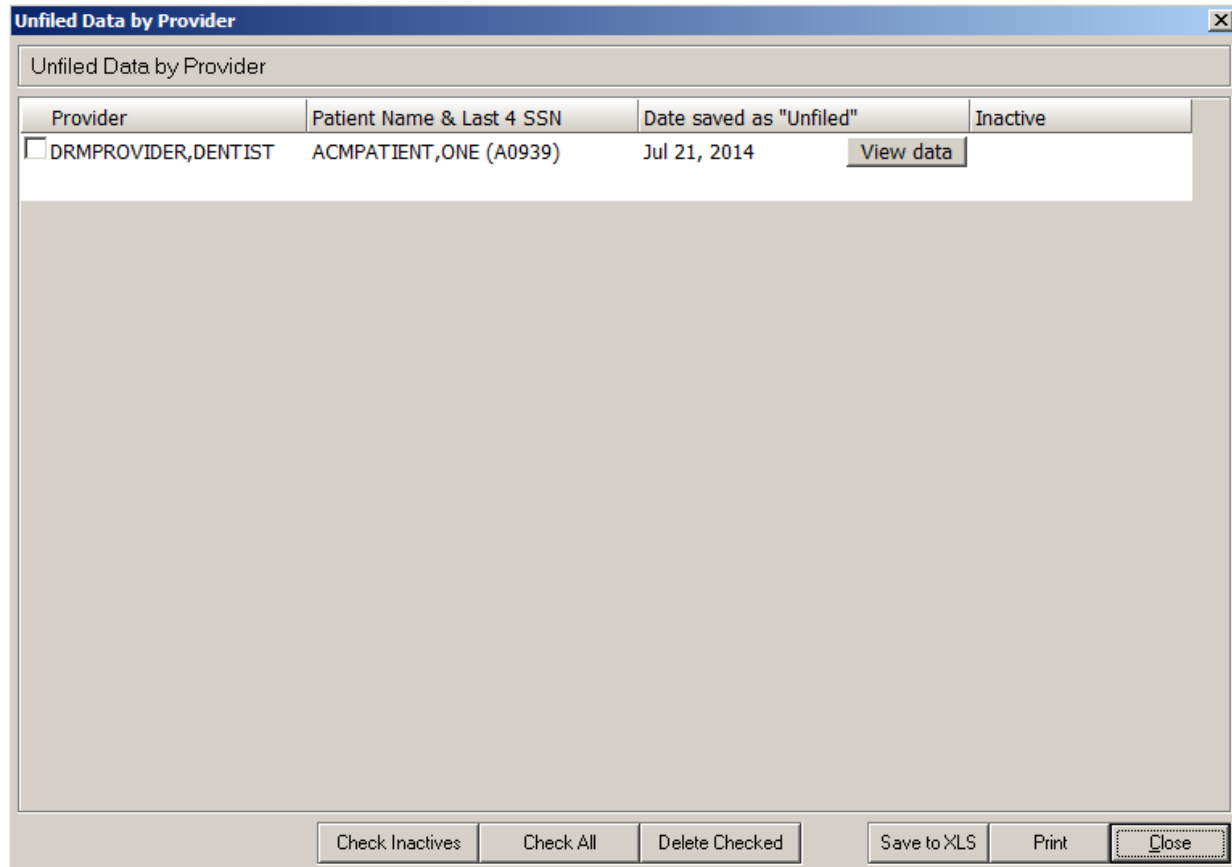 Unfiled Data by Provider
Unfiled Data by Provider
Provider Patient Name & Last 4 SSN Date saved as "Unfiled" Inactive
DRMPROVIDER,DENTIST ACMPATIENT,ONE (A0939) Jul 21, 2014 View data
Check Inactives Check All Delete Checked Save to XLS Print Close